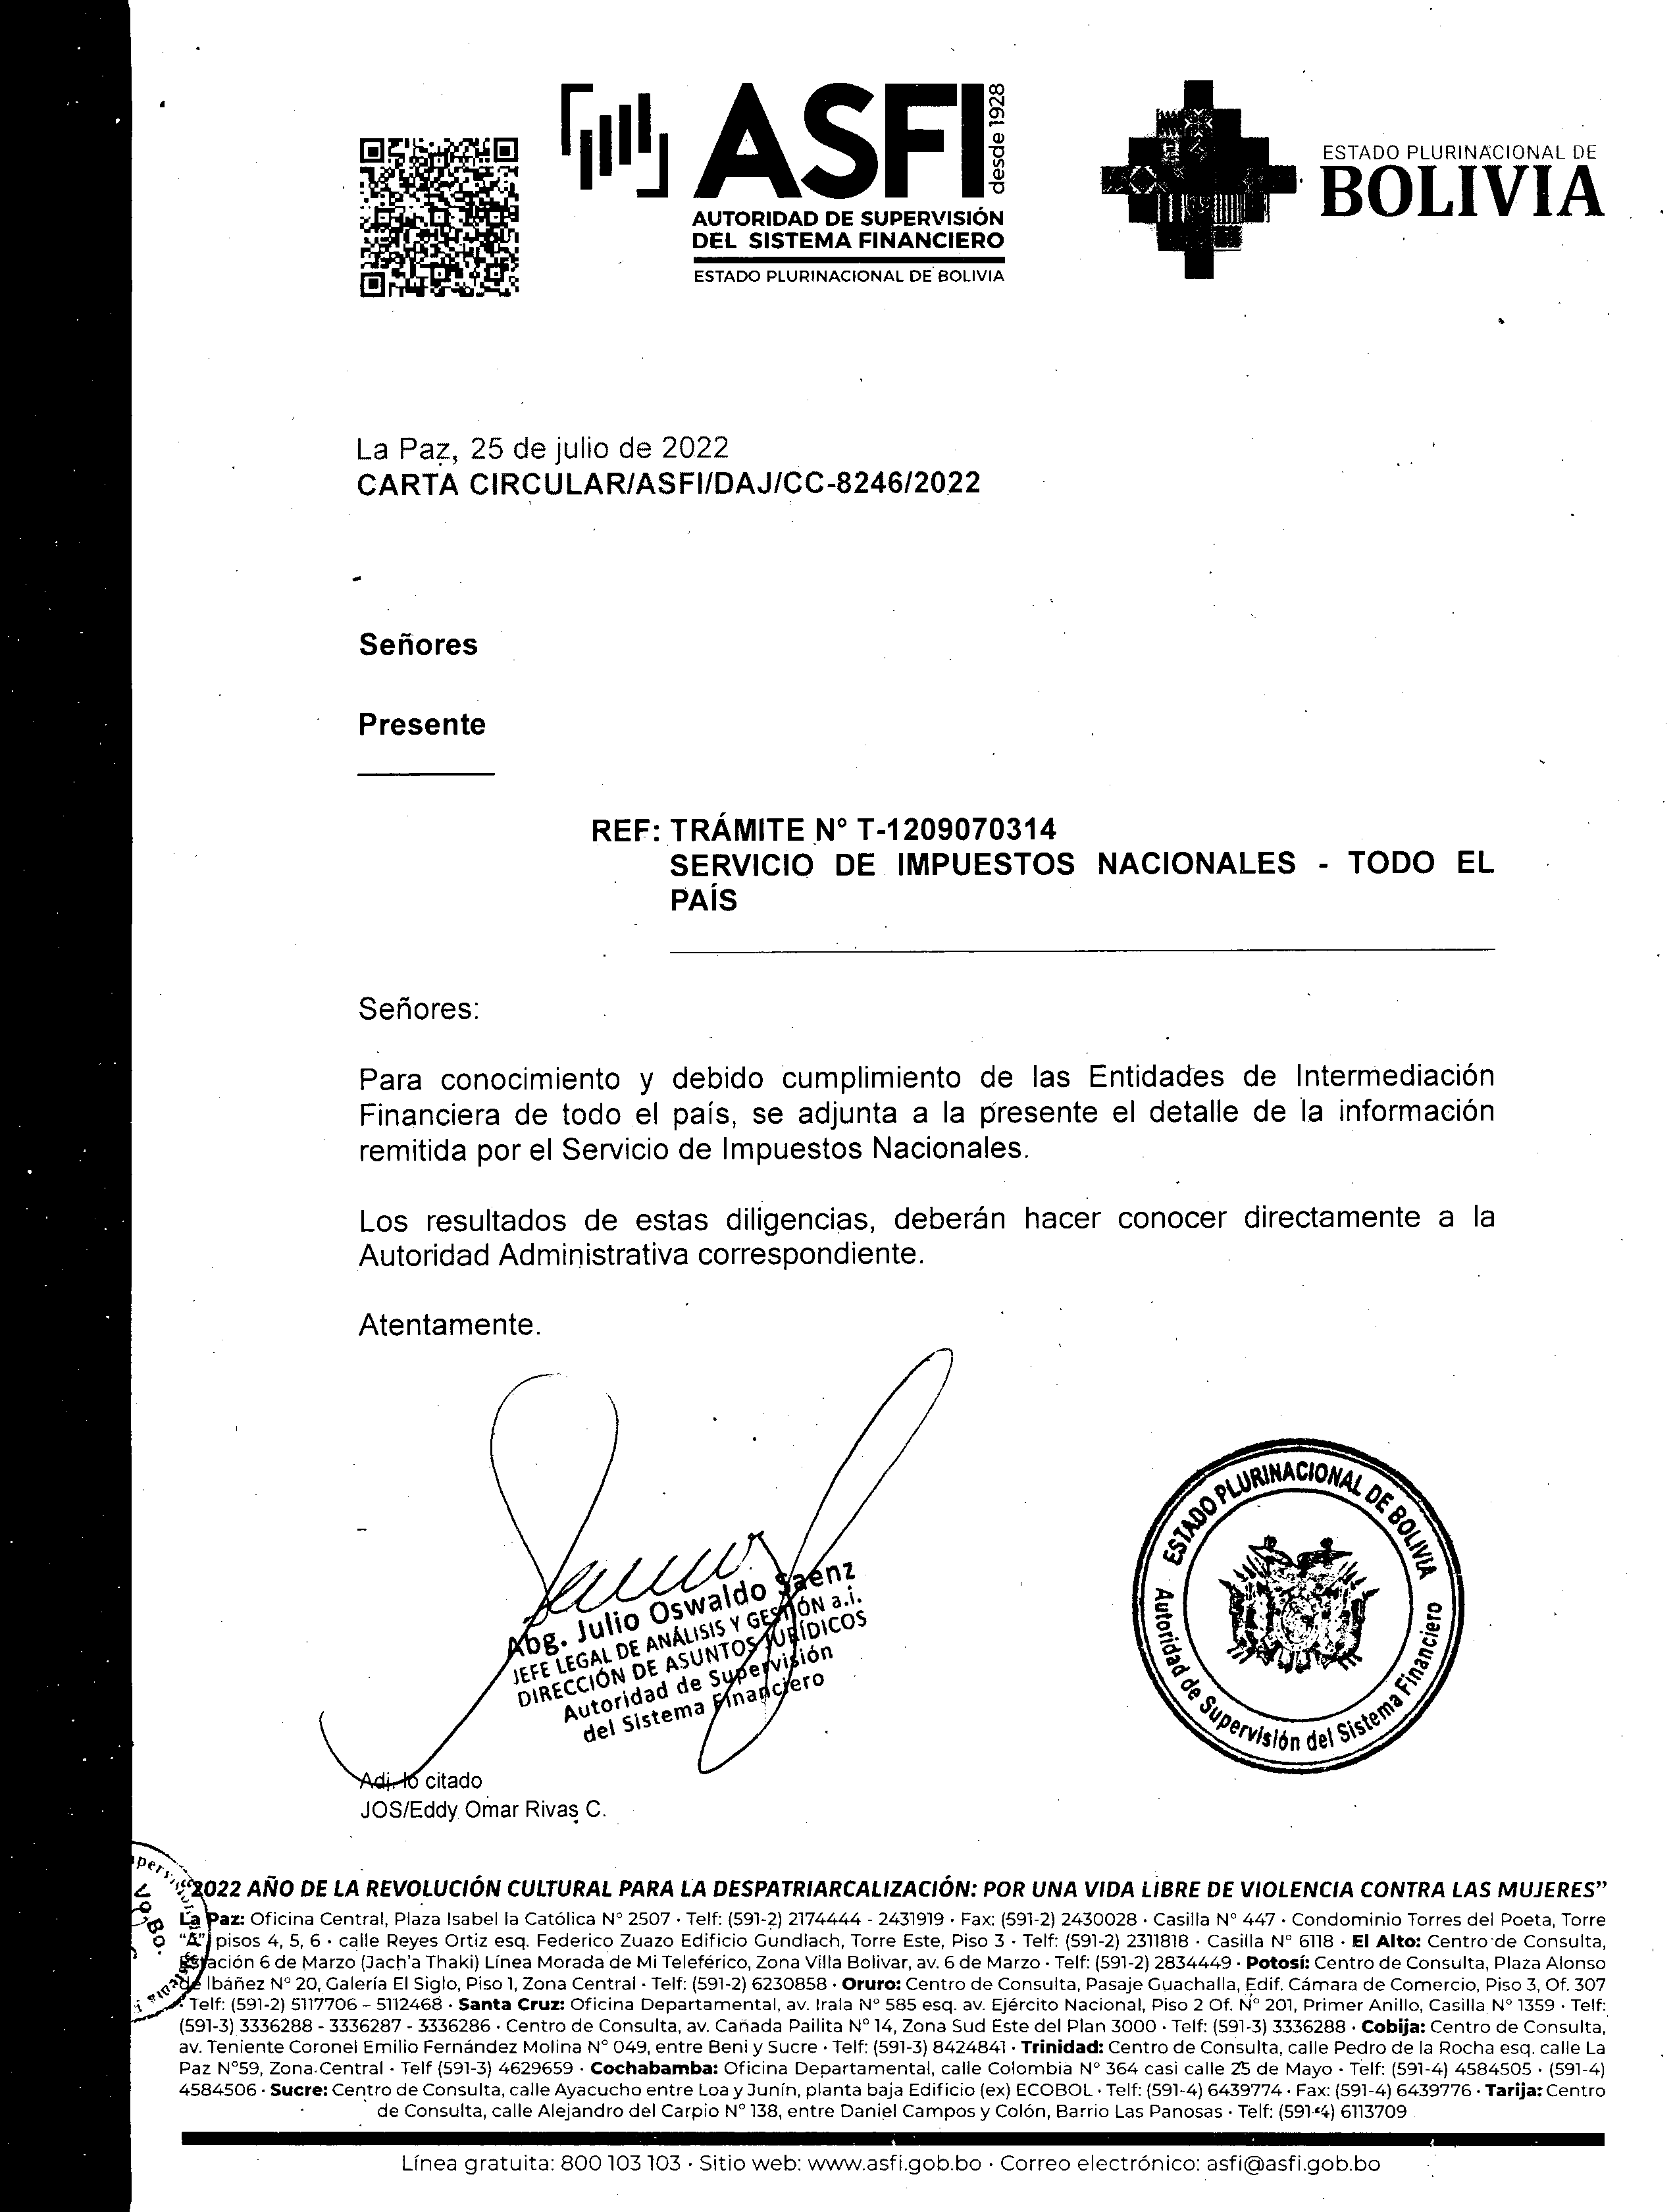 ASFI
desde 1928
AUTORIDAD DE SUPERVISIÓN
DEL SISTEMA FINANCIERO
ESTADO PLURINACIONAL DE BOLIVIA
ESTADO PLURINACIONAL DE
BOLIVIA
La Paz, 25 de julio de 2022
CARTA CIRCULAR/ASFI/DAJ/CC-8246/2022
Señores
Presente
REF: TRÁMITE N° T-1209070314
SERVICIO DE IMPUESTOS NACIONALES - TODO EL
PAÍS
Señores:
Para conocimiento y debido cumplimiento de las Entidades de Intermediación
Financiera de todo el país, se adjunta a la presente el detalle de la información
remitida por el Servicio de Impuestos Nacionales.
Los resultados de estas diligencias, deberán hacer conocer directamente a la
Autoridad Administrativa correspondiente.
Atentamente.
Abg. Julio Oswaldo Saenz
JEFE LEGAL DE ANÁLISIS Y GESTIÓN a.i.
DIRECCIÓN DE ASUNTOS JURÍDICOS
Autoridad de Supervisión
del Sistema Financiero
ESTADO PLURINACIONAL DE BOLIVIA
Autoridad de Supervisión del Sistema Financiero
Adj. lo citado
JOS/Eddy Omar Rivas C.
Vo.Bo.
"2022 AÑO DE LA REVOLUCIÓN CULTURAL PARA LA DESPATRIARCALIZACIÓN: POR UNA VIDA LIBRE DE VIOLENCIA CONTRA LAS MUJERES"
La Paz: Oficina Central, Plaza Isabel la Católica N° 2507 · Telf: (591-2) 2174444 - 2431919 · Fax: (591-2) 2430028 · Casilla N° 447 · Condominio Torres del Poeta, Torre
"A" pisos 4, 5, 6 · calle Reyes Ortiz esq. Federico Zuazo Edificio Gundlach, Torre Este, Piso 3 · Telf: (591-2) 2311818 · Casilla N° 6118 · El Alto: Centro de Consulta,
Estación 6 de Marzo (Jach'a Thaki) Línea Morada de Mi Teleférico, Zona Villa Bolivar, av. 6 de Marzo · Telf: (591-2) 2834449 · Potosí: Centro de Consulta, Plaza Alonso
de Ibáñez N° 20, Galería El Siglo, Piso 1, Zona Central · Telf: (591-2) 6230858 · Oruro: Centro de Consulta, Pasaje Guachalla, Edif. Cámara de Comercio, Piso 3, Of. 307
· Telf: (591-2) 5117706 – 5112468 · Santa Cruz: Oficina Departamental, av. Irala N° 585 esq. av. Ejército Nacional, Piso 2 Of. N° 201, Primer Anillo, Casilla N° 1359 · Telf:
(591-3) 3336288 - 3336287 - 3336286 · Centro de Consulta, av. Cañada Pailita N° 14, Zona Sud Este del Plan 3000 · Telf: (591-3) 3336288 · Cobija: Centro de Consulta,
av. Teniente Coronel Emilio Fernández Molina N° 049, entre Beni y Sucre · Telf: (591-3) 8424841 · Trinidad: Centro de Consulta, calle Pedro de la Rocha esq. calle La
Paz N°59, Zona Central · Telf (591-3) 4629659 · Cochabamba: Oficina Departamental, calle Colombia N° 364 casi calle 25 de Mayo · Telf: (591-4) 4584505 · (591-4)
4584506 · Sucre: Centro de Consulta, calle Ayacucho entre Loa y Junín, planta baja Edificio (ex) ECOBOL · Telf: (591-4) 6439774 · Fax: (591-4) 6439776 · Tarija: Centro
de Consulta, calle Alejandro del Carpio N° 138, entre Daniel Campos y Colón, Barrio Las Panosas · Telf: (591-4) 6113709
Línea gratuita: 800 103 103 · Sitio web: www.asfi.gob.bo · Correo electrónico: asfi@asfi.gob.bo